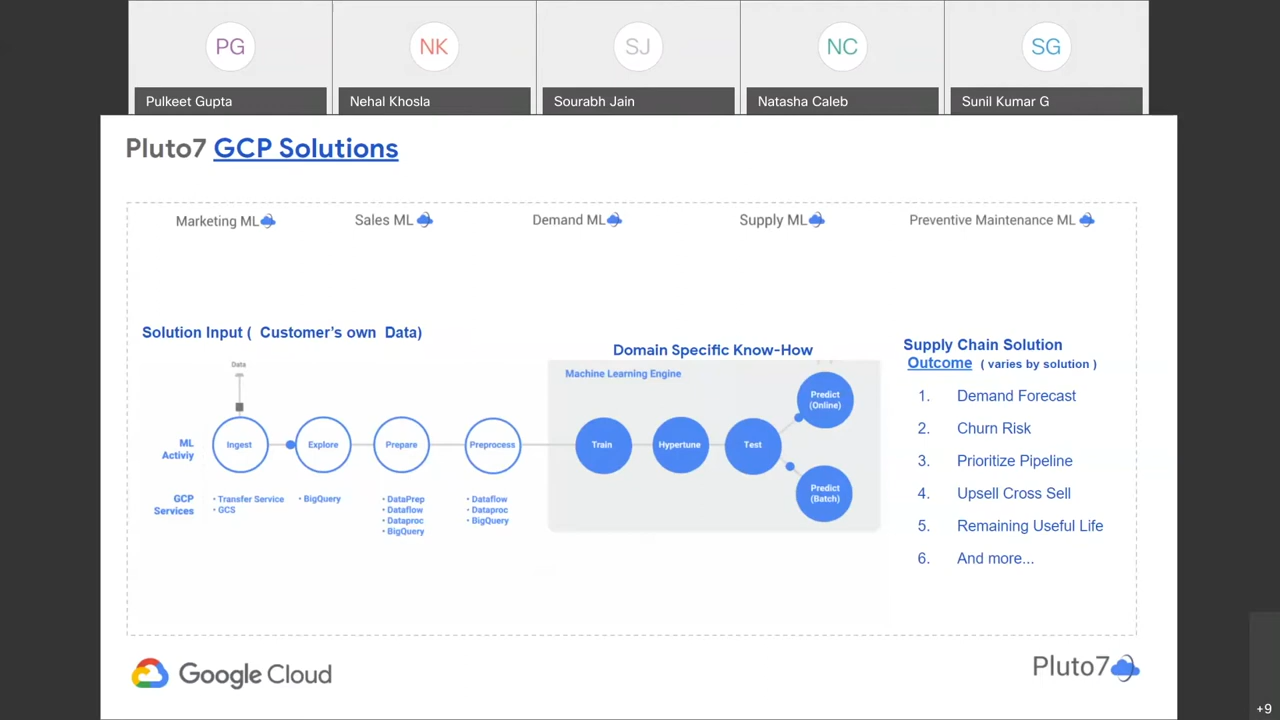 PG
NK
SJ
NC
SG
Pulkeet Gupta
Nehal Khosla
Sourabh Jain
Natasha Caleb
Sunil Kumar G
Pluto7 GCP Solutions
Marketing ML
Sales ML
Demand ML
Supply ML
Preventive Maintenance ML
Solution Input ( Customer's own Data)
Data
ML
Activiy
Ingest
Explore
Prepare
Preprocess
GCP
Services
• Transfer Service
• GCS
• BigQuery
• DataPrep
• Dataflow
• Dataproc
• BigQuery
• Dataflow
• Dataproc
• BigQuery
Domain Specific Know-How
Machine Learning Engine
Train
Hypertune
Test
Predict
(Online)
Predict
(Batch)
Supply Chain Solution
Outcome ( varies by solution )
1. Demand Forecast
2. Churn Risk
3. Prioritize Pipeline
4. Upsell Cross Sell
5. Remaining Useful Life
6. And more...
Google Cloud
Pluto7
+9